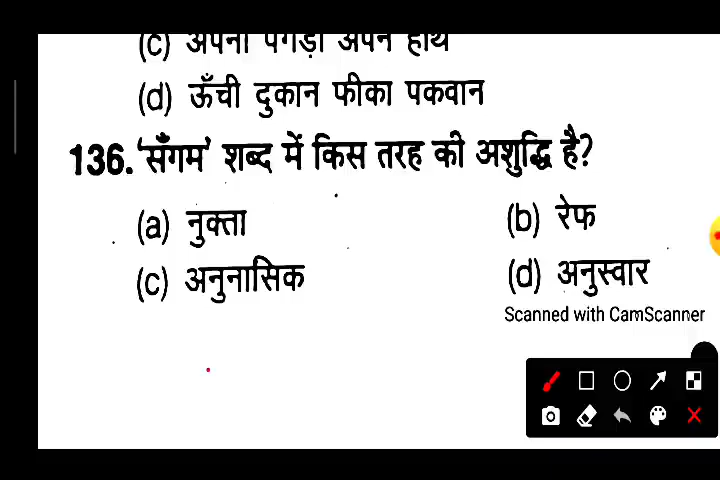 (c) अपनी पगड़ी अपने हाथ
(d) ऊँची दुकान फीका पकवान
136. 'सँगम' शब्द में किस तरह की अशुद्धि है?
(a) नुक्ता (b) रेफ
(c) अनुनासिक (d) अनुस्वार
Scanned with CamScanner